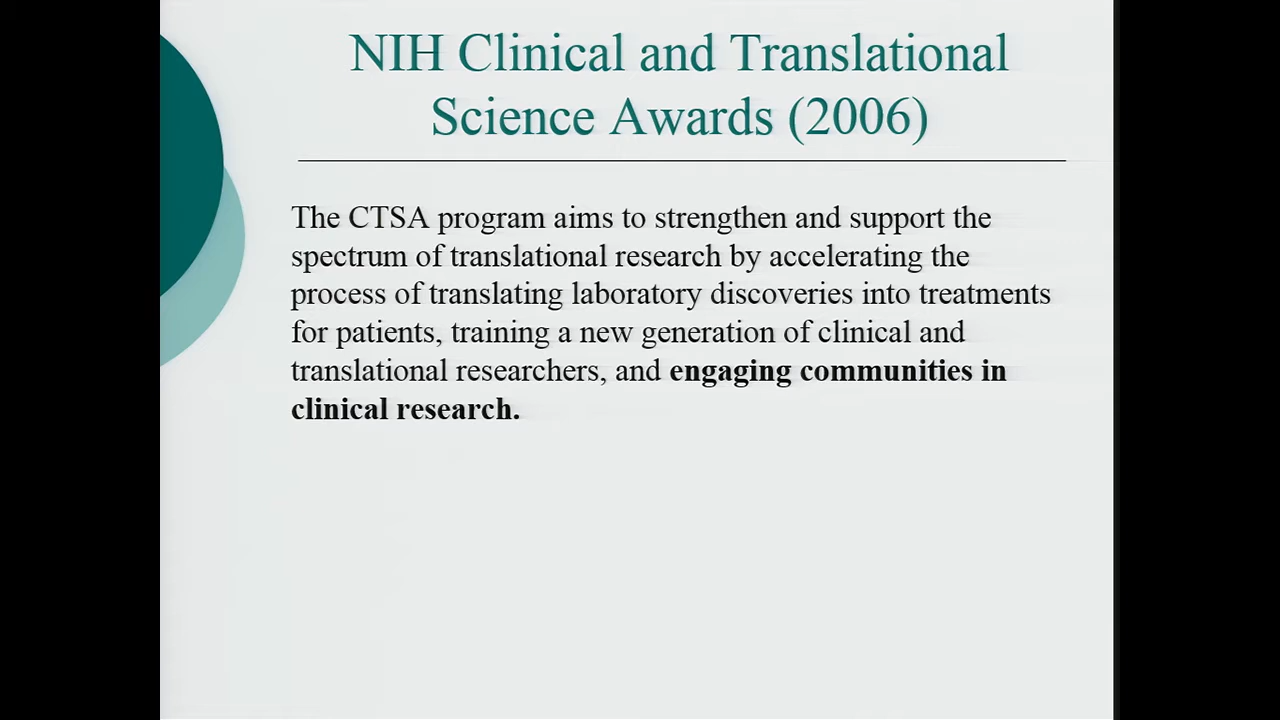 NIH Clinical and Translational
Science Awards (2006)
The CTSA program aims to strengthen and support the
spectrum of translational research by accelerating the
process of translating laboratory discoveries into treatments
for patients, training a new generation of clinical and
translational researchers, and engaging communities in
clinical research.